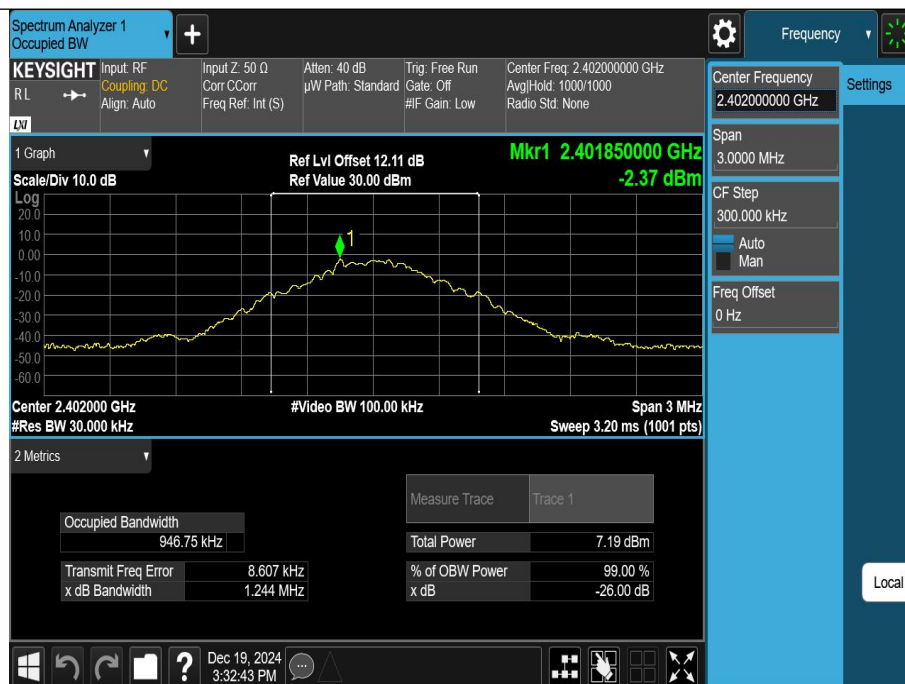 Spectrum Analyzer 1
Occupied BW
Frequency
KEYSIGHT
RL
LXI
Input: RF
Coupling: DC
Align: Auto
Input Z: 50 Ω
Corr CCorr
Freq Ref: Int (S)
Atten: 40 dB
µW Path: Standard
Trig: Free Run
Gate: Off
#IF Gain: Low
Center Freq: 2.402000000 GHz
Avg|Hold: 1000/1000
Radio Std: None
Center Frequency
2.402000000 GHz
Settings
Span
3.0000 MHz
CF Step
300.000 kHz
Auto
Man
Freq Offset
0 Hz
1 Graph
Scale/Div 10.0 dB
Ref Lvl Offset 12.11 dB
Ref Value 30.00 dBm
Mkr1 2.401850000 GHz
-2.37 dBm
Log
20.0
10.0
0.00
-10.0
-20.0
-30.0
-40.0
-50.0
-60.0
1
Center 2.402000 GHz
#Video BW 100.00 kHz
Span 3 MHz
#Res BW 30.000 kHz
Sweep 3.20 ms (1001 pts)
2 Metrics
Measure Trace
Trace 1
Occupied Bandwidth
946.75 kHz
Total Power
7.19 dBm
Transmit Freq Error
8.607 kHz
% of OBW Power
99.00 %
x dB Bandwidth
1.244 MHz
x dB
-26.00 dB
Local
?
Dec 19, 2024
3:32:43 PM